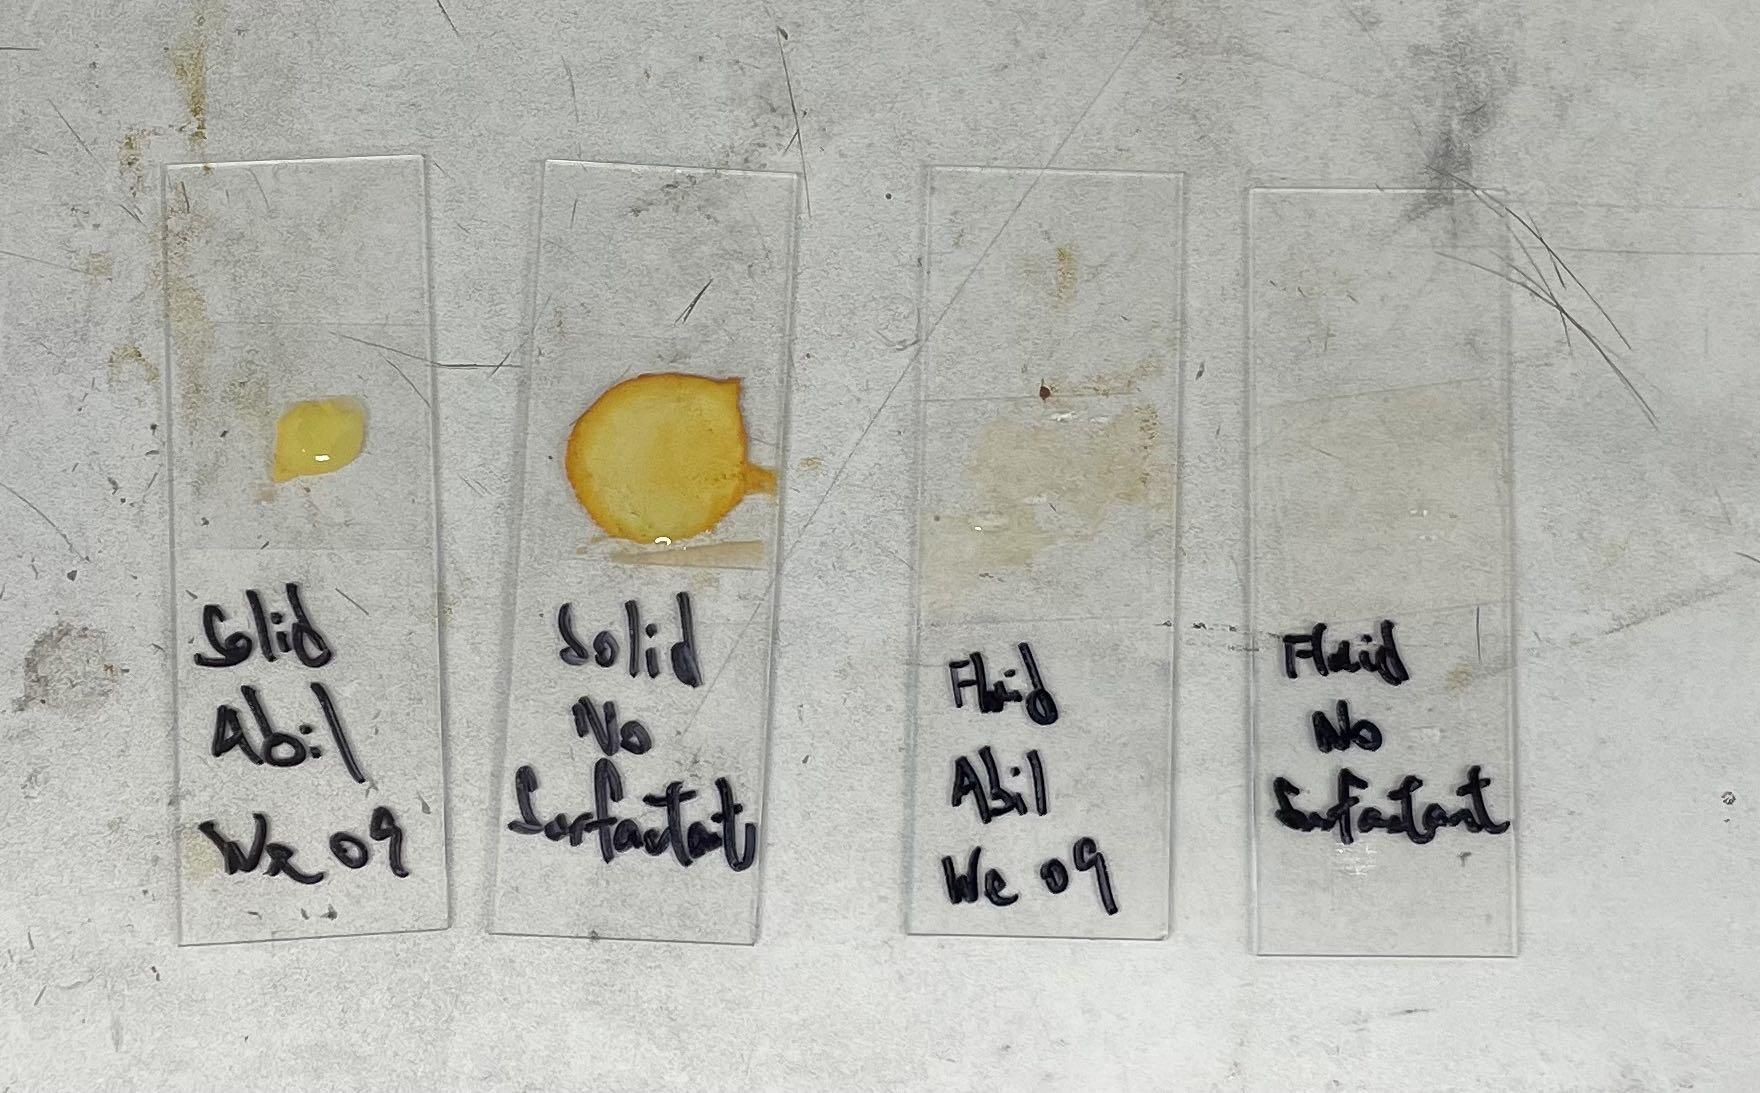 Solid
Abil
We 09
Solid
No
Surfactant
Fluid
Abil
We 09
Fluid
No
Surfactant